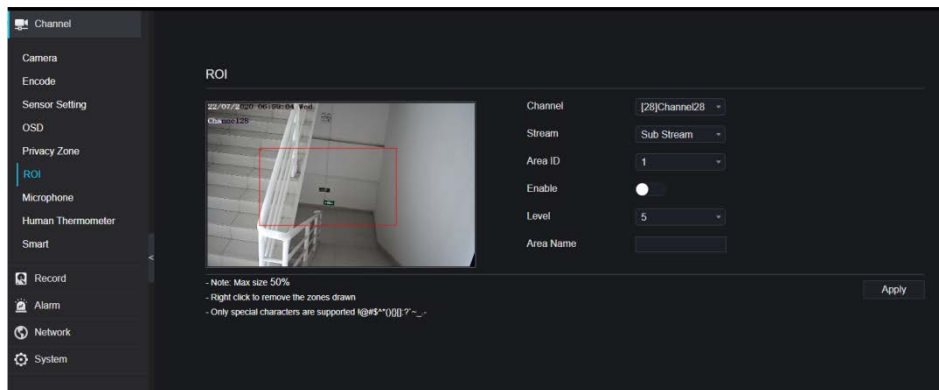 Channel
Camera
Encode
Sensor Setting
OSD
Privacy Zone
ROI
Microphone
Human Thermometer
Smart
Record
Alarm
Network
System
<
ROI
22/07/2020 06:59:04 Wed
Channel28
Channel [28]Channel28
Stream Sub Stream
Area ID 1
Enable
Level 5
Area Name
- Note: Max size 50%
- Right click to remove the zones drawn
- Only special characters are supported
Apply